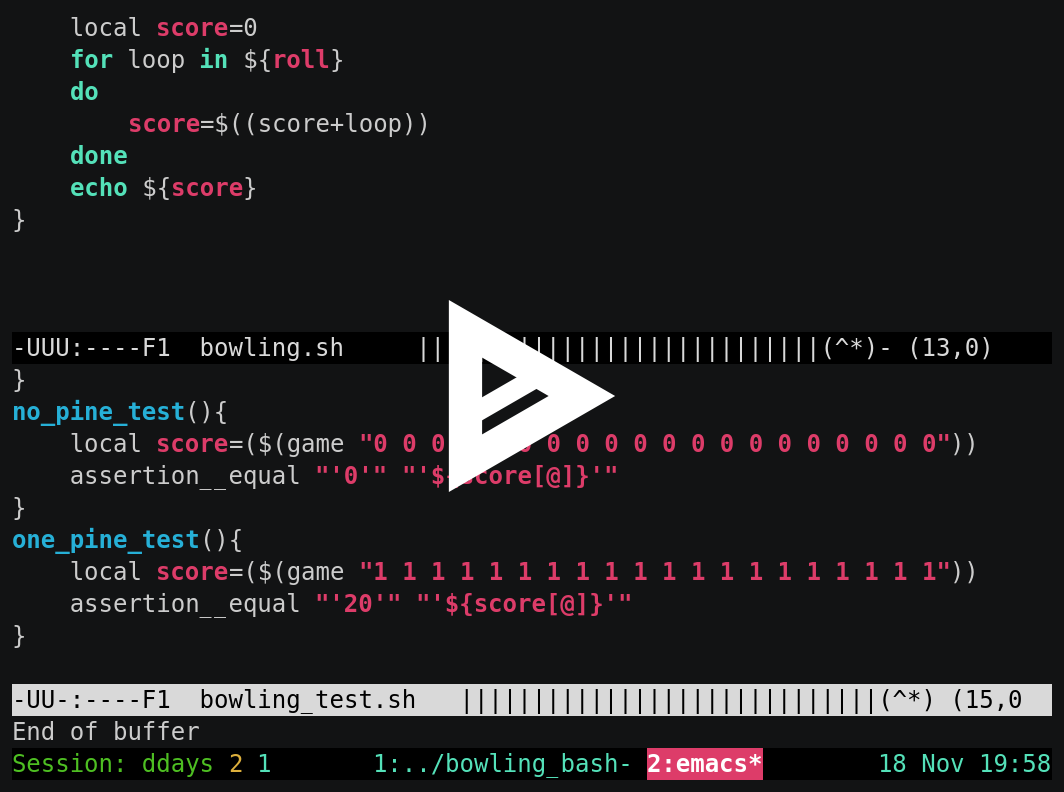 local score=0
    for loop in ${roll}
    do
        score=$((score+loop))
    done
    echo ${score}
}
-UUU:----F1  bowling.sh     ||||||||||||||||||||||||||||(^*)- (13,0)
}
no_pine_test(){
    local score=($(game "0 0 0 0 0 0 0 0 0 0 0 0 0 0 0 0 0 0 0 0"))
    assertion__equal "'0'" "'${score[@]}'"
}
one_pine_test(){
    local score=($(game "1 1 1 1 1 1 1 1 1 1 1 1 1 1 1 1 1 1 1 1"))
    assertion__equal "'20'" "'${score[@]}'"
}
-UU-:----F1  bowling_test.sh   |||||||||||||||||||||||||||||(^*) (15,0
End of buffer
Session: ddays 2 1       1:../bowling_bash- 2:emacs*        18 Nov 19:58